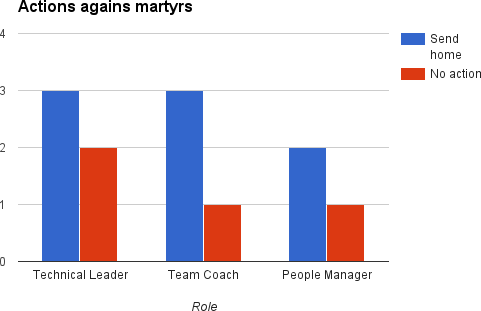 Actions agains martyrs
4
3
2
1
0
Send
home
No action
Technical Leader
Team Coach
People Manager
Role